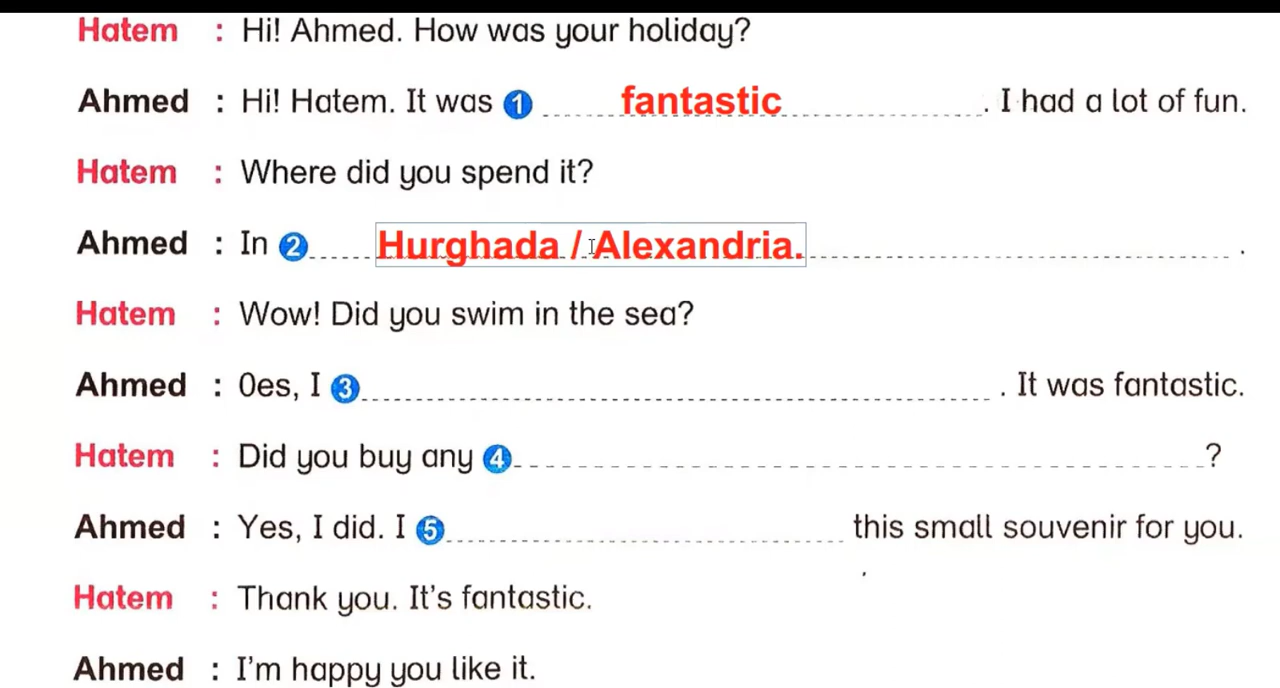 Hatem : Hi! Ahmed. How was your holiday?
Ahmed : Hi! Hatem. It was 1 fantastic. I had a lot of fun.
Hatem : Where did you spend it?
Ahmed : In 2 Hurghada / Alexandria. .
Hatem : Wow! Did you swim in the sea?
Ahmed : 0es, I 3 . It was fantastic.
Hatem : Did you buy any 4 ?
Ahmed : Yes, I did. I 5 this small souvenir for you.
Hatem : Thank you. It's fantastic.
Ahmed : I'm happy you like it.